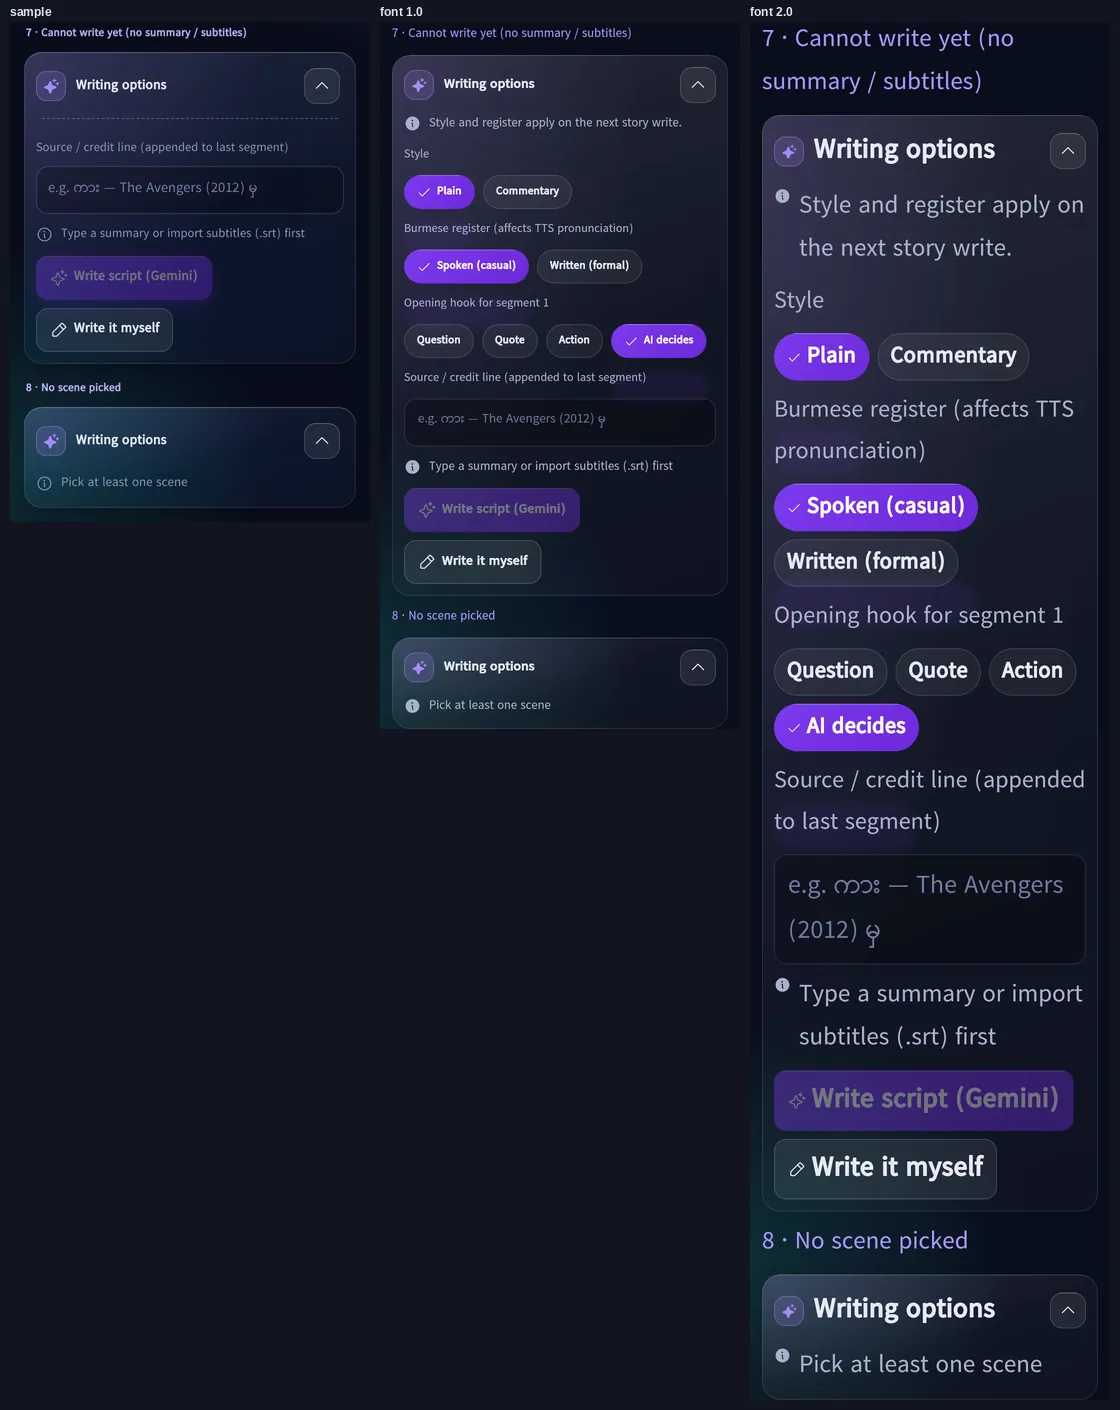 sample
7 · Cannot write yet (no summary / subtitles)
Writing options
Source / credit line (appended to last segment)
e.g. ကား — The Avengers (2012) မှ
Type a summary or import subtitles (.srt) first
Write script (Gemini)
Write it myself
8 · No scene picked
Writing options
Pick at least one scene
font 1.0
7 · Cannot write yet (no summary / subtitles)
Writing options
Style and register apply on the next story write.
Style
Plain Commentary
Burmese register (affects TTS pronunciation)
Spoken (casual) Written (formal)
Opening hook for segment 1
Question Quote Action AI decides
Source / credit line (appended to last segment)
e.g. ကား — The Avengers (2012) မှ
Type a summary or import subtitles (.srt) first
Write script (Gemini)
Write it myself
8 · No scene picked
Writing options
Pick at least one scene
font 2.0
7 · Cannot write yet (no
summary / subtitles)
Writing options
Style and register apply on
the next story write.
Style
Plain Commentary
Burmese register (affects TTS
pronunciation)
Spoken (casual)
Written (formal)
Opening hook for segment 1
Question Quote Action
AI decides
Source / credit line (appended
to last segment)
e.g. ကား — The Avengers
(2012) မှ
Type a summary or import
subtitles (.srt) first
Write script (Gemini)
Write it myself
8 · No scene picked
Writing options
Pick at least one scene